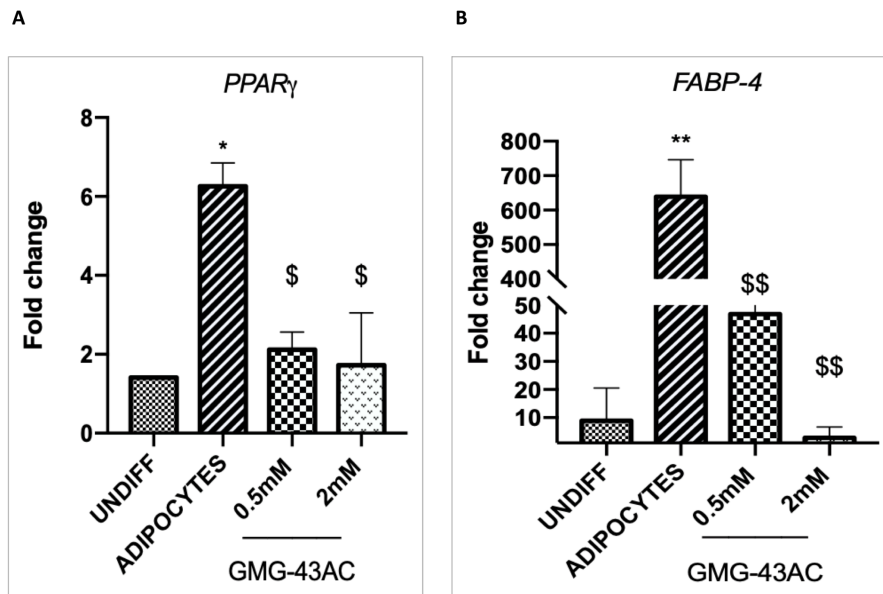 A
B
PPARγ
FABP-4
Fold change
8
6
4
2
0
*
$
$
UNDIFF
ADIPOCYTES
0.5mM
2mM
GMG-43AC
Fold change
800
700
600
500
400
50
40
30
20
10
**
$$
$$
UNDIFF
ADIPOCYTES
0.5mM
2mM
GMG-43AC